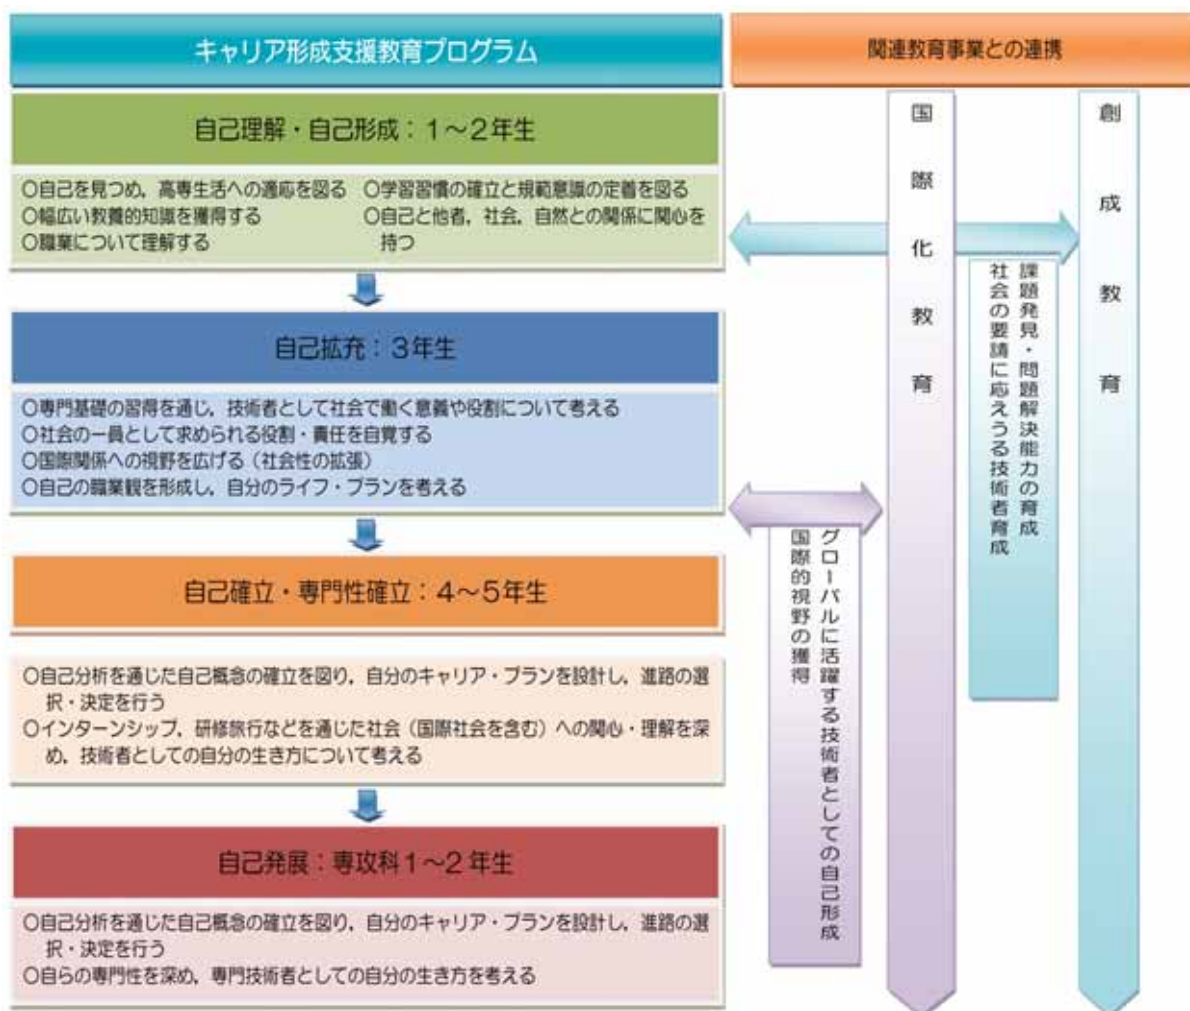 キャリア形成支援教育プログラム
関連教育事業との連携
自己理解・自己形成：１～２年生
○自己を見つめ，高専生活への適応を図る
○幅広い教養的知識を獲得する
○職業について理解する
○学習習慣の確立と規範意識の定着を図る
○自己と他者，社会，自然との関係に関心を
持つ
自己拡充：３年生
○専門基礎の習得を通じ，技術者として社会で働く意義や役割について考える
○社会の一員として求められる役割・責任を自覚する
○国際関係への視野を広げる（社会性の拡張）
○自己の職業観を形成し，自分のライフ・プランを考える
自己確立・専門性確立：４～５年生
○自己分析を通じた自己概念の確立を図り，自分のキャリア・プランを設計し，進路の選
択・決定を行う
○インターンシップ，研修旅行などを通じた社会（国際社会を含む）への関心・理解を深
め，技術者としての自分の生き方について考える
自己発展：専攻科１～２年生
○自己分析を通じた自己概念の確立を図り，自分のキャリア・プランを設計し，進路の選
択・決定を行う
○自らの専門性を深め，専門技術者としての自分の生き方を考える
創成教育
課題発見・問題解決能力の育成
社会の要請に応えうる技術者育成
国際化教育
グローバルに活躍する技術者としての自己形成
国際的視野の獲得